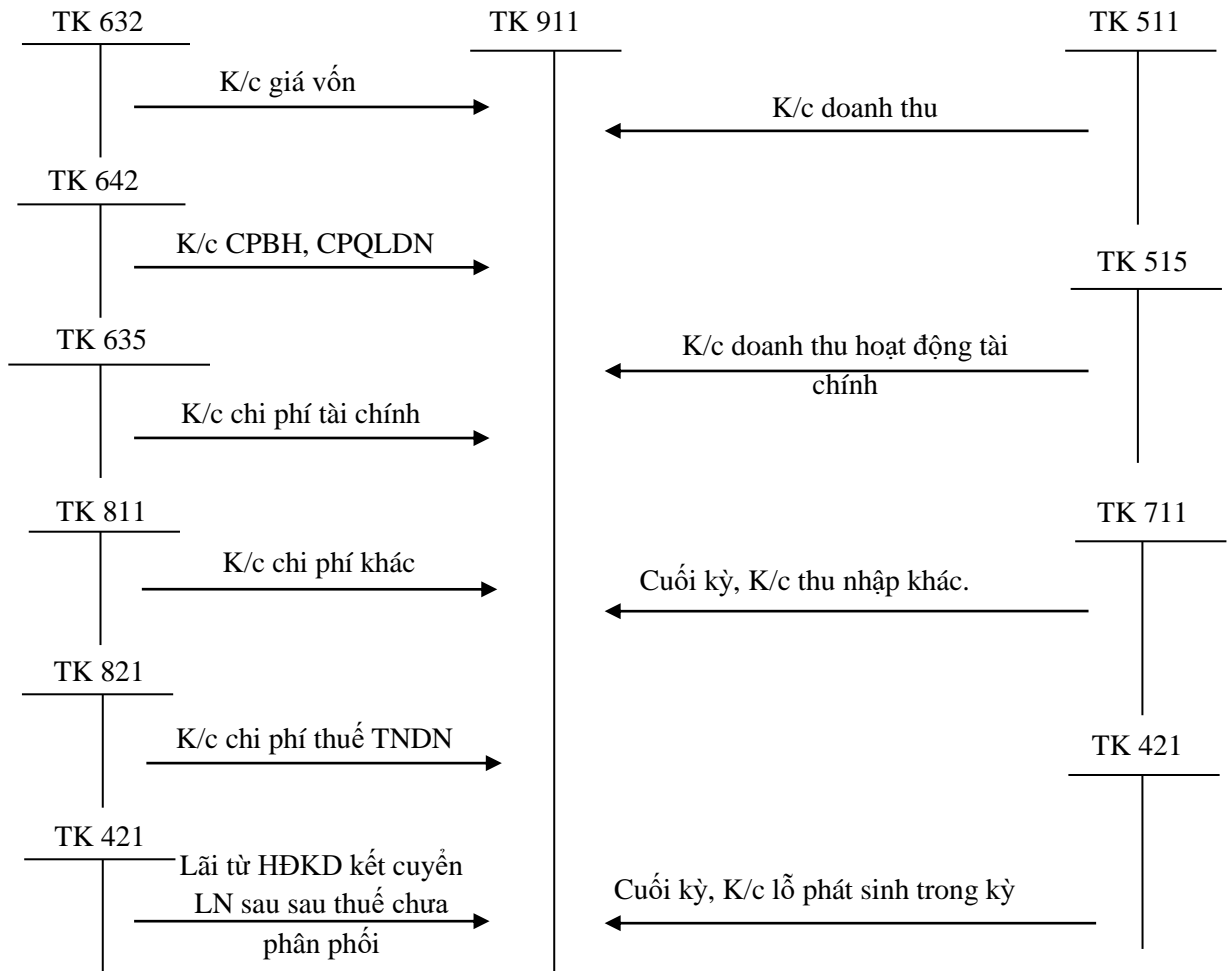 TK 632
TK 911
TK 511
K/c giá vốn
K/c doanh thu
TK 642
K/c CPBH, CPQLDN
TK 515
TK 635
K/c doanh thu hoạt động tài
chính
K/c chi phí tài chính
TK 811
TK 711
K/c chi phí khác
Cuối kỳ, K/c thu nhập khác.
TK 821
K/c chi phí thuế TNDN
TK 421
TK 421
Lãi từ HĐKD kết cuyển
LN sau sau thuế chưa
phân phối
Cuối kỳ, K/c lỗ phát sinh trong kỳ